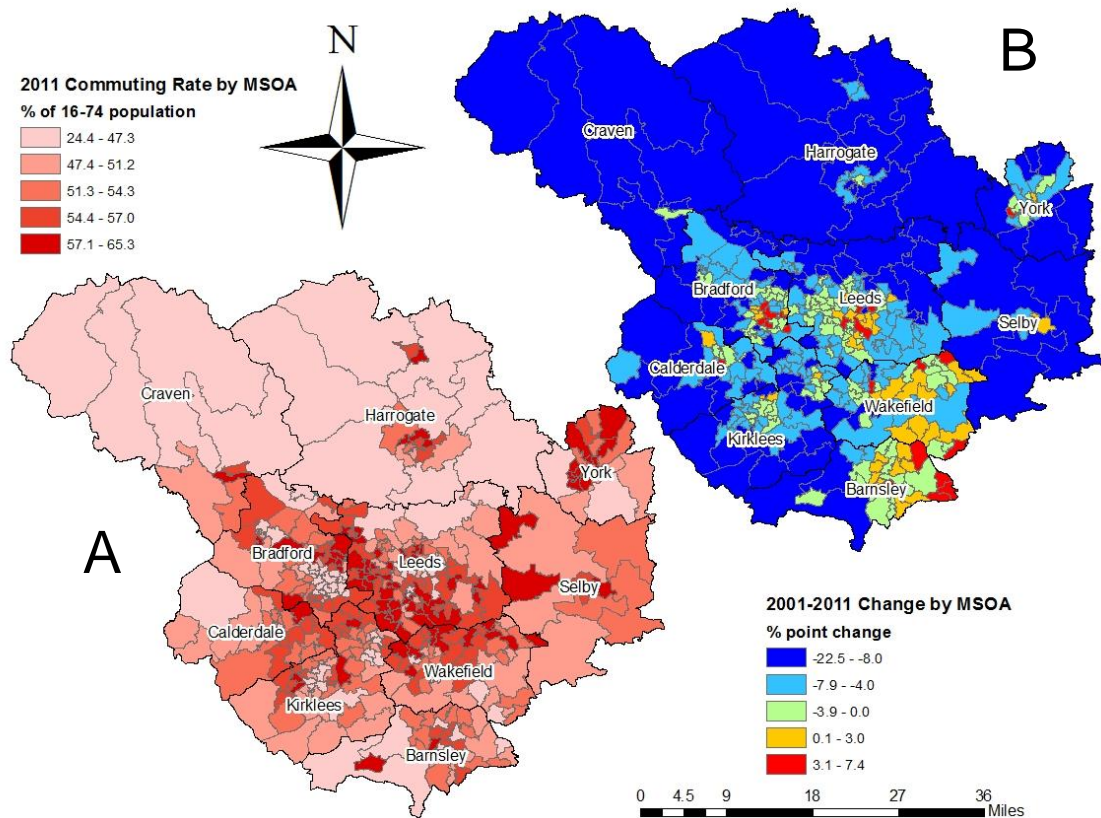 N
B
2011 Commuting Rate by MSOA
% of 16-74 population
24.4 - 47.3
47.4 - 51.2
51.3 - 54.3
54.4 - 57.0
57.1 - 65.3
Craven
Harrogate
York
Bradford
Leeds
Selby
Calderdale
Wakefield
Kirklees
Barnsley
A
Craven
Harrogate
York
Bradford
Leeds
Selby
Calderdale
Wakefield
Kirklees
Barnsley
2001-2011 Change by MSOA
% point change
-22.5 - -8.0
-7.9 - -4.0
-3.9 - 0.0
0.1 - 3.0
3.1 - 7.4
0 4.5 9 18 27 36
Miles